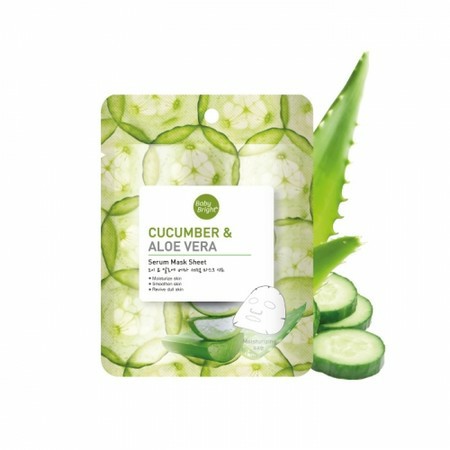 Baby
Bright
CUCUMBER &
ALOE VERA
Serum Mask Sheet
• Moisturize skin
• Smoothen skin
• Revive dull skin